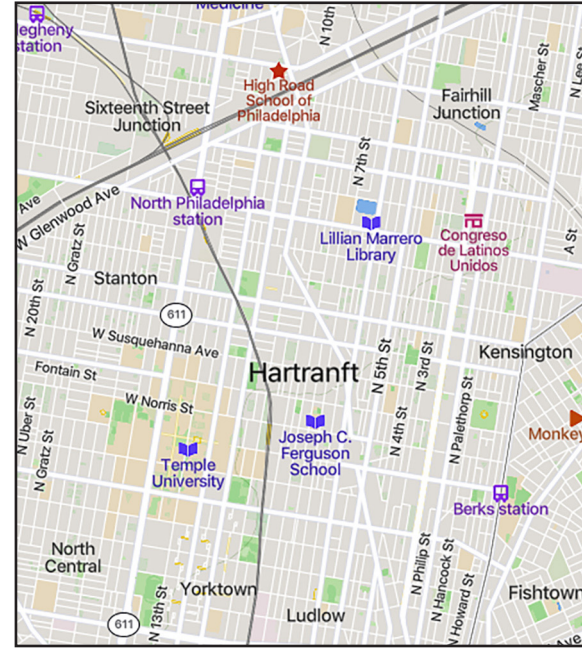 Medicine
N 10th
legheny
station
Mascher St
N Lee S
High Road
School of
Philadelphia
Sixteenth Street
Junction
Fairhill
Junction
N 7th St
Ave
W Glenwood Ave
North Philadelphia
station
Lillian Marrero
Library
Congreso
de Latinos
Unidos
A St
N Gratz St
Stanton
N 20th St
611
W Susquehanna Ave
Fontain St
Hartranft
N 5th St
N 3rd St
Kensington
W Norris St
N Uber St
N Gratz St
Temple
University
Joseph C.
Ferguson
School
N 4th St
N Palethorp St
Monkey
Berks station
North
Central
Yorktown
N 13th St
611
Ludlow
N Philip St
N Hancock St
N Howard St
Fishtown
Ave